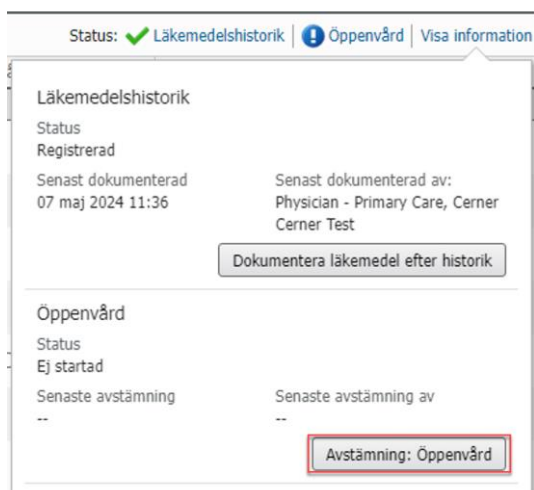 Status: Läkemedelshistorik | Öppenvård | Visa information
Läkemedelshistorik
Status
Registrerad
Senast dokumenterad Senast dokumenterad av:
07 maj 2024 11:36 Physician - Primary Care, Cerner
Cerner Test
Dokumentera läkemedel efter historik
Öppenvård
Status
Ej startad
Senaste avstämning Senaste avstämning av
-- --
Avstämning: Öppenvård